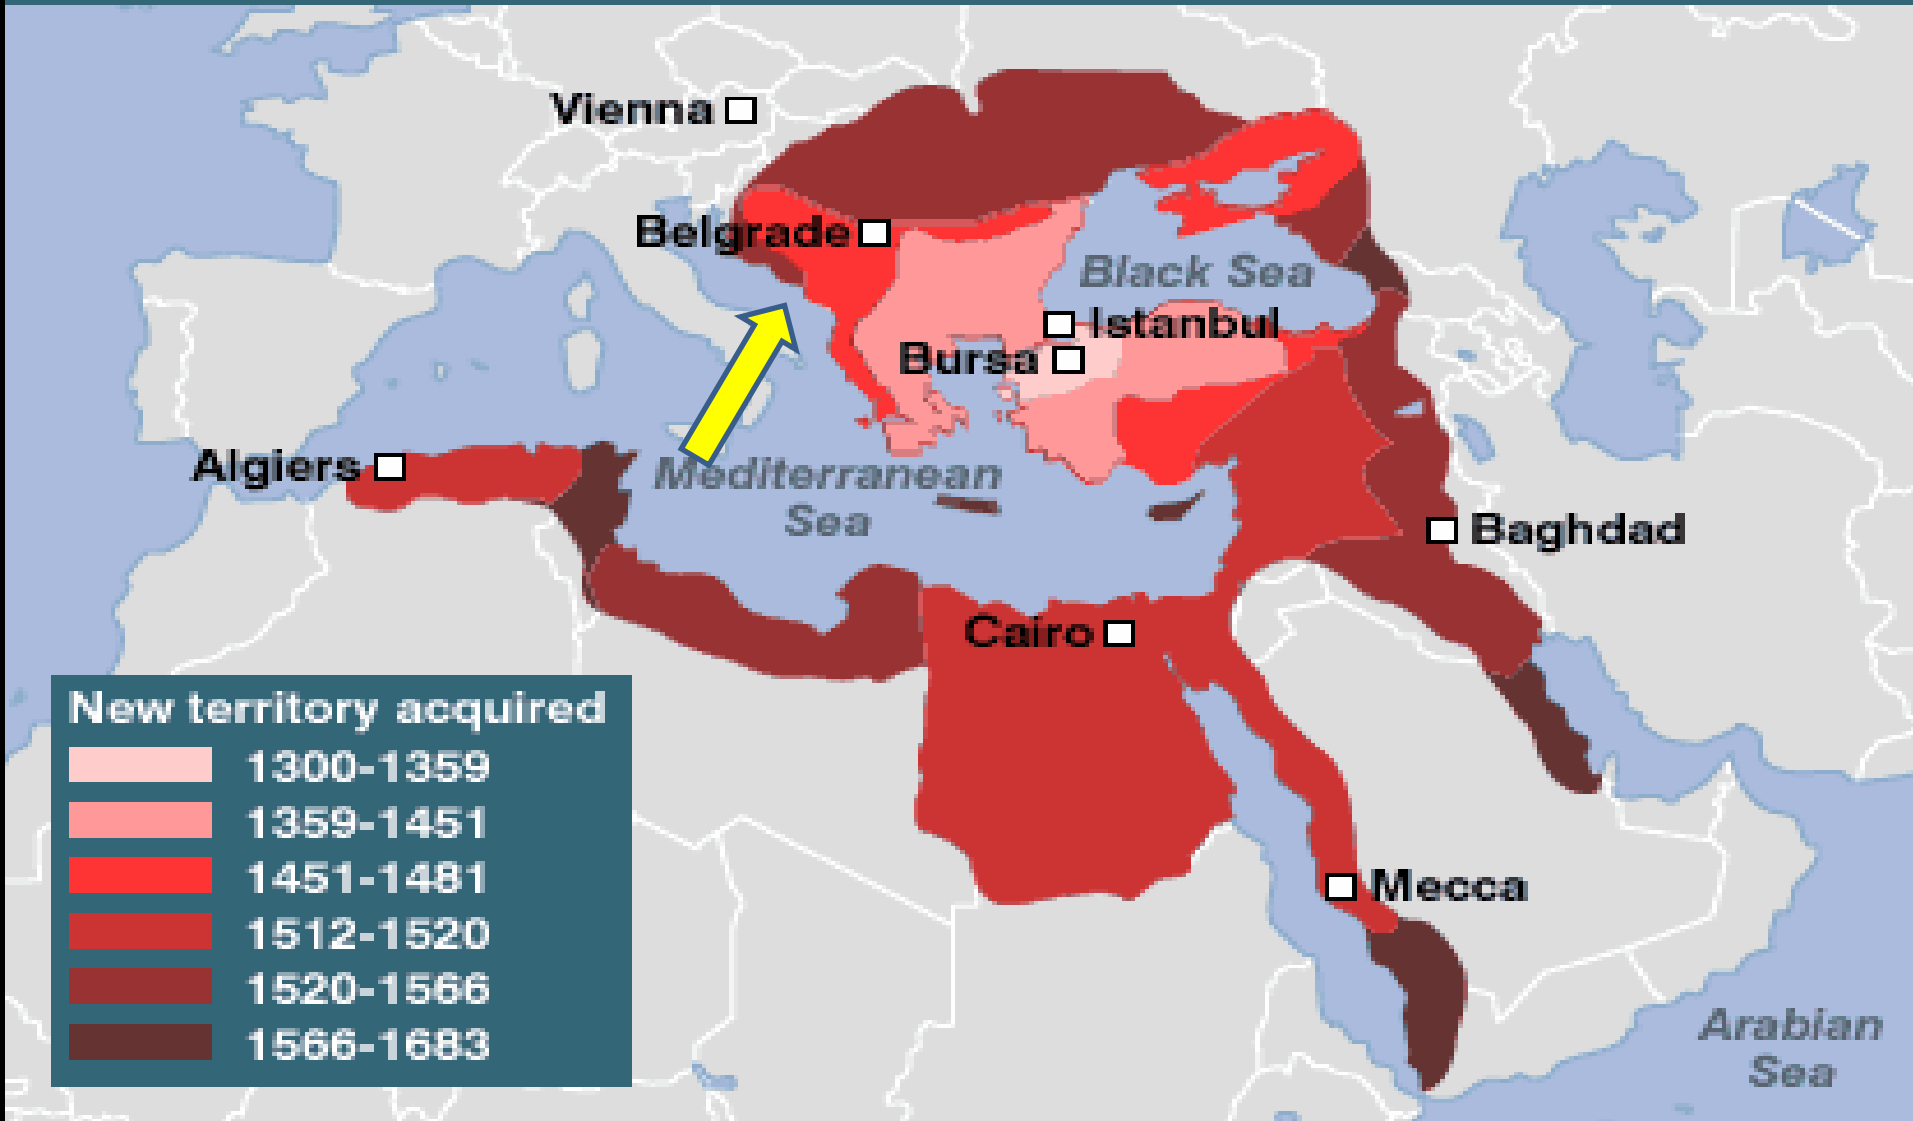 Vienna
Belgrade
Black Sea
Istanbul
Bursa
Algiers
Mediterranean
Sea
Baghdad
Cairo
New territory acquired
1300-1359
1359-1451
1451-1481
1512-1520
1520-1566
1566-1683
Mecca
Arabian
Sea